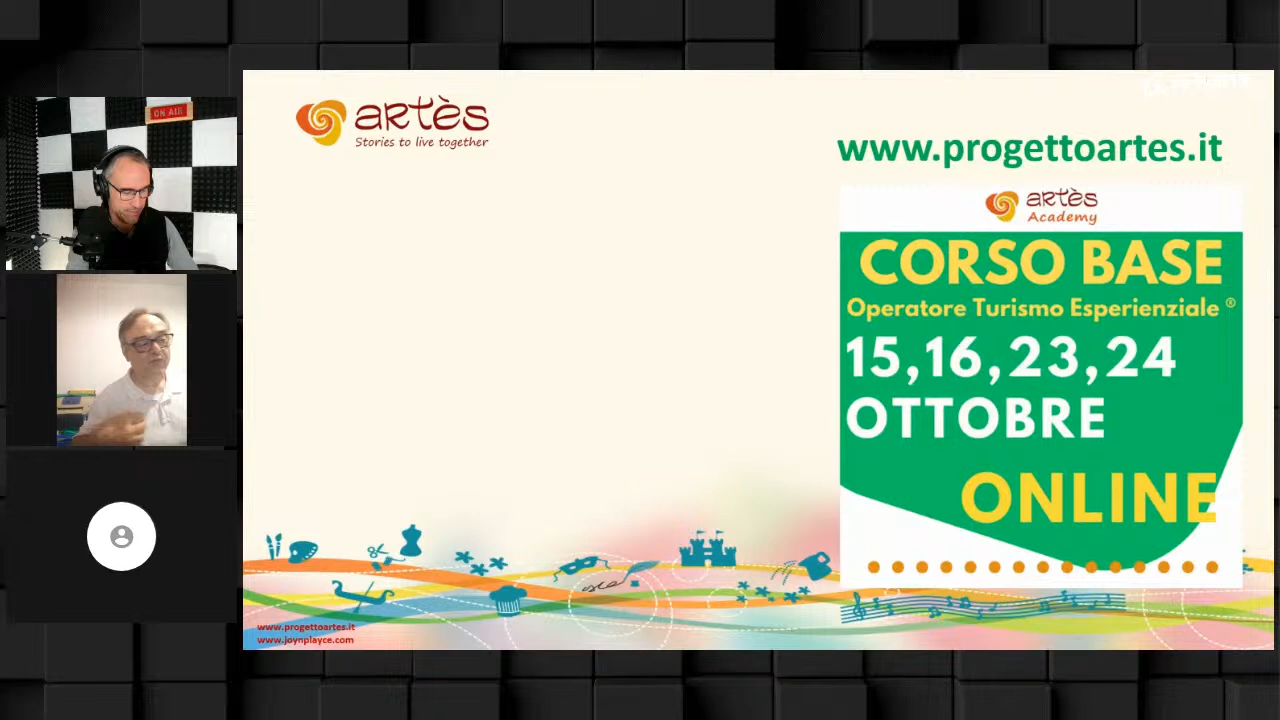 ON AIR
artès
Stories to live together
www.progettoartes.it
artès
Academy
CORSO BASE
Operatore Turismo Esperienziale ®
15,16,23,24
OTTOBRE
ONLINE
www.progettoartes.it
www.joynplayce.com